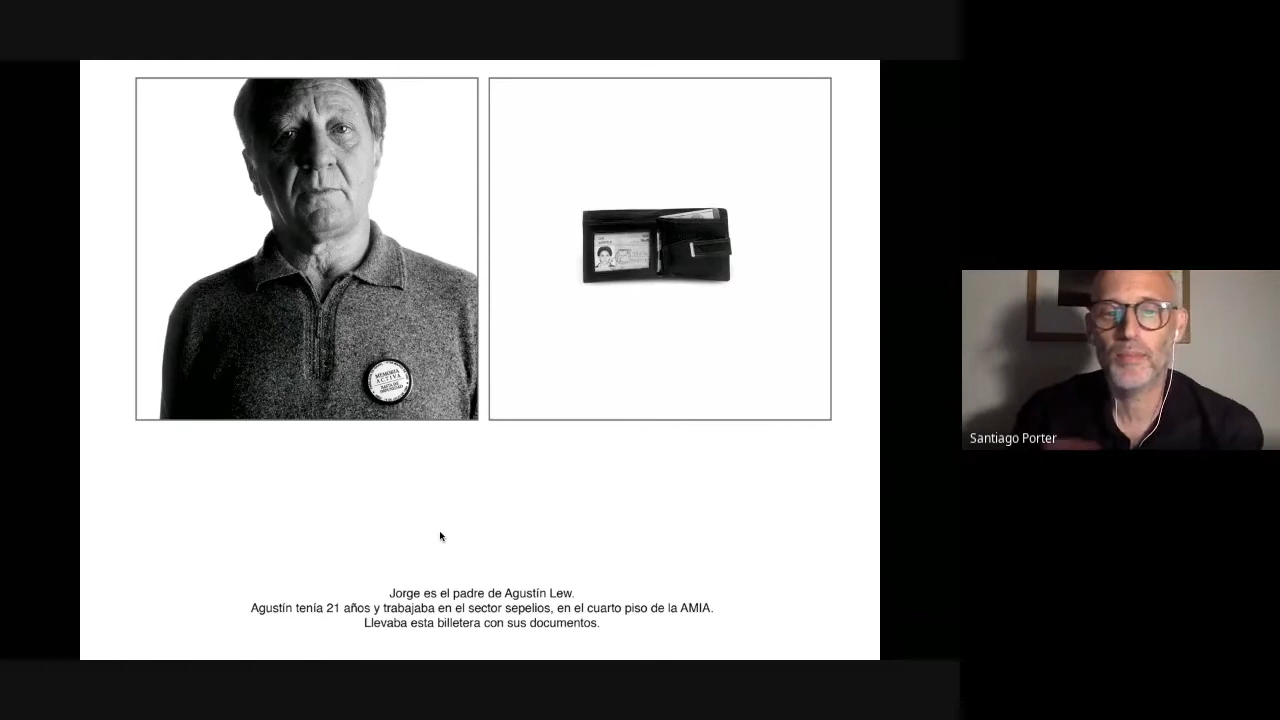 MEMORIA
ACTIVA
Jorge es el padre de Agustín Lew.
Agustín tenía 21 años y trabajaba en el sector sepelios, en el cuarto piso de la AMIA.
Llevaba esta billetera con sus documentos.
Santiago Porter